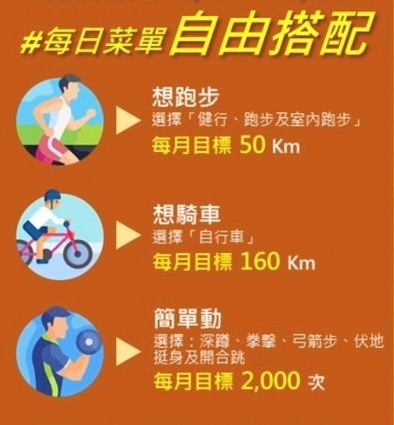 #每日菜單自由搭配
想跑步
選擇「健行、跑步及室內跑步」
每月目標 50 Km
想騎車
選擇「自行車」
每月目標 160 Km
簡單動
選擇：深蹲、拳擊、弓箭步、伏地
挺身及開合跳
每月目標 2,000 次